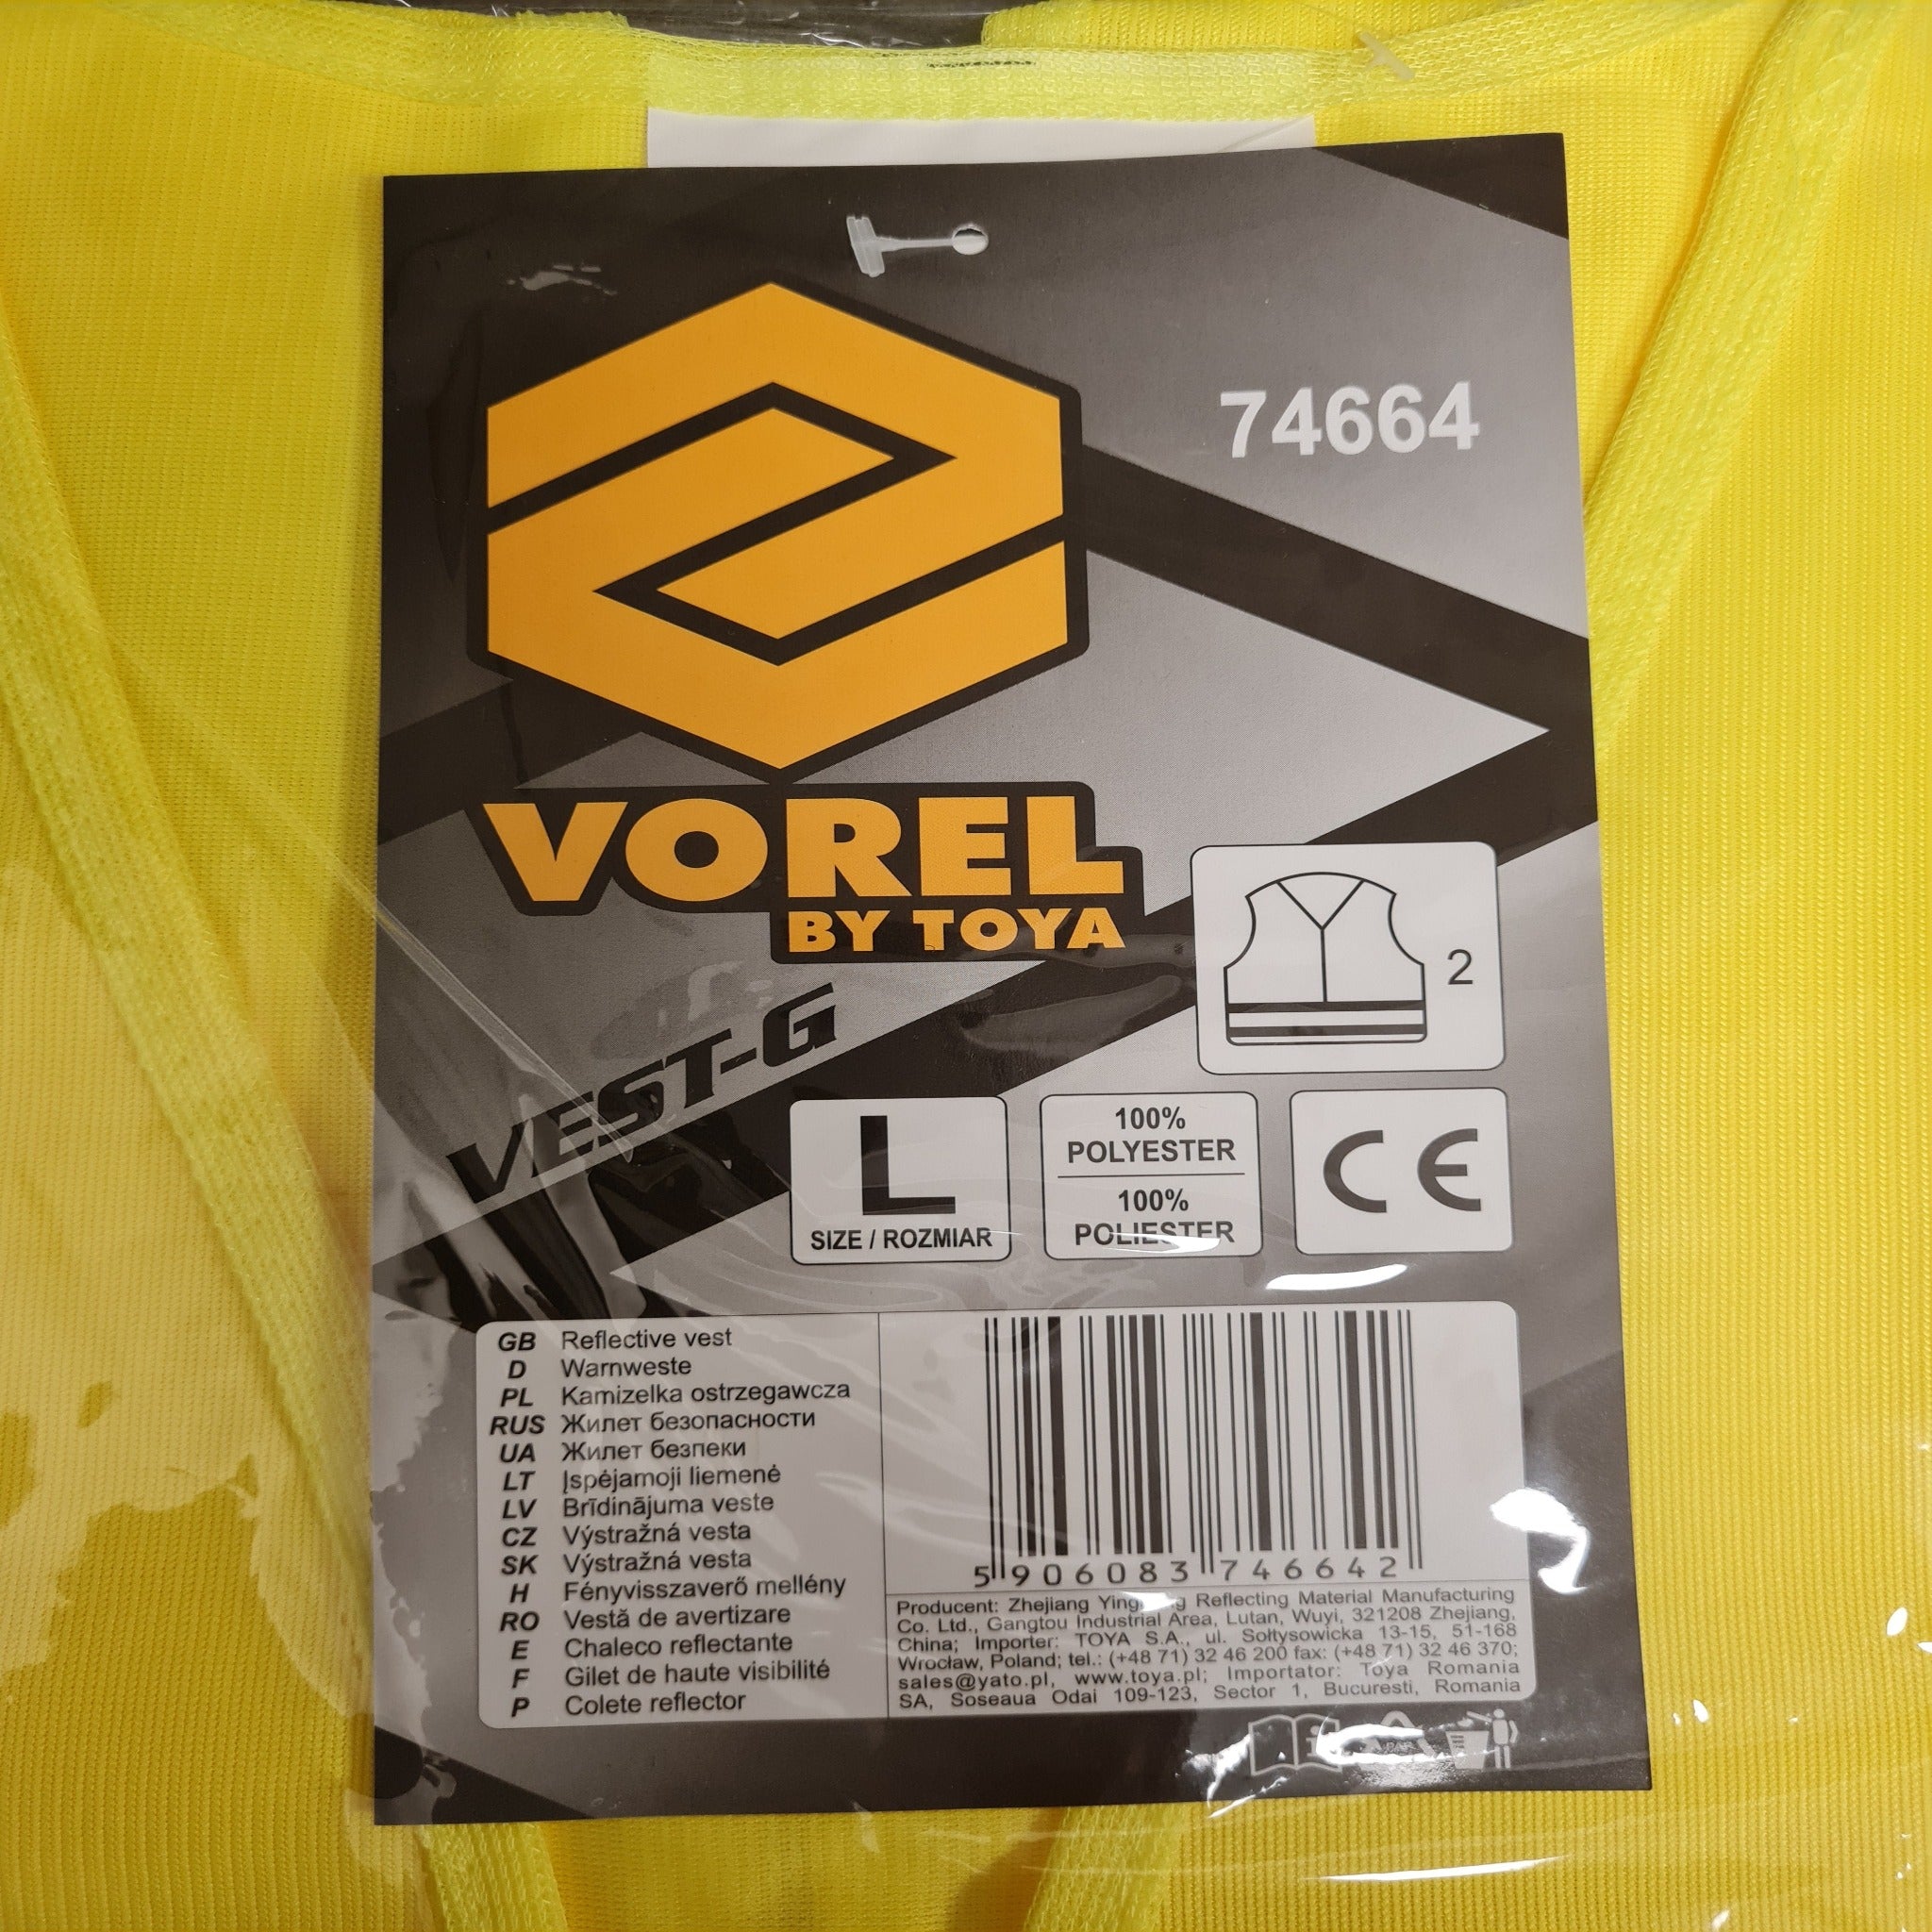 74664
VOREL
BY TOYA
VEST-G
2
L
SIZE / ROZMIAR
100%
POLYESTER
100%
POLIESTER
CE
GB Reflective vest
D Warnweste
PL Kamizelka ostrzegawcza
RUS Жилет безопасности
UA Жилет безпеки
LT Įspėjamoji liemenė
LV Brīdinājuma veste
CZ Výstražná vesta
SK Výstražná vesta
H Fényvisszaverő mellény
RO Vestă de avertizare
E Chaleco reflectante
F Gilet de haute visibilité
P Colete reflector
5 906083 746642
Producent: Zhejiang Reflecting Material Manufacturing
Co. Ltd., Gangtou Industrial Area, Lutan, Wuyi, 321208 Zhejiang,
China; Importer: TOYA S.A., ul. Sołtysowicka 13-15, 51-168
Wrocław, Poland; tel.: (+48 71) 32 46 200 fax: (+48 71) 32 46 370;
sales@yato.pl, www.toya.pl; Importator: Toya Romania
SA, Soseaua Odai 109-123, Sector 1, Bucuresti, Romania